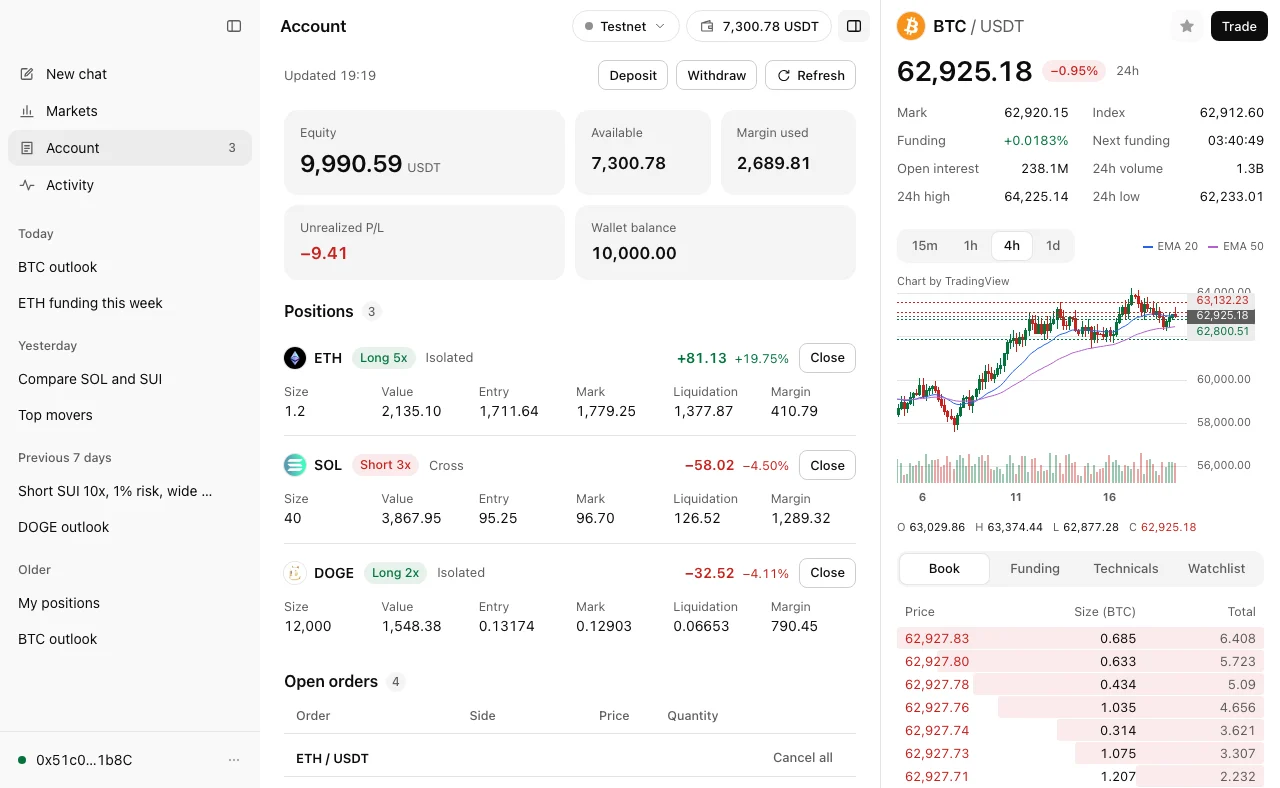 New chat
Markets
Account 3
Activity
Today
BTC outlook
ETH funding this week
Yesterday
Compare SOL and SUI
Top movers
Previous 7 days
Short SUI 10x, 1% risk, wide ...
DOGE outlook
Older
My positions
BTC outlook
0x51c0...1b8C
Account
Testnet
7,300.78 USDT
Updated 19:19
Deposit
Withdraw
Refresh
Equity
9,990.59 USDT
Available
7,300.78
Margin used
2,689.81
Unrealized P/L
−9.41
Wallet balance
10,000.00
Positions 3
ETH Long 5x Isolated +81.13 +19.75% Close
Size Value Entry Mark Liquidation Margin
1.2 2,135.10 1,711.64 1,779.25 1,377.87 410.79
SOL Short 3x Cross −58.02 −4.50% Close
Size Value Entry Mark Liquidation Margin
40 3,867.95 95.25 96.70 126.52 1,289.32
DOGE Long 2x Isolated −32.52 −4.11% Close
Size Value Entry Mark Liquidation Margin
12,000 1,548.38 0.13174 0.12903 0.06653 790.45
Open orders 4
Order Side Price Quantity
ETH / USDT Cancel all
BTC / USDT
Trade
62,925.18 −0.95% 24h
Mark 62,920.15 Index 62,912.60
Funding +0.0183% Next funding 03:40:49
Open interest 238.1M 24h volume 1.3B
24h high 64,225.14 24h low 62,233.01
15m 1h 4h 1d
EMA 20 EMA 50
Chart by TradingView
64,000.00
63,132.23
62,925.18
62,800.51
60,000.00
58,000.00
56,000.00
6 11 16
O 63,029.86 H 63,374.44 L 62,877.28 C 62,925.18
Book Funding Technicals Watchlist
Price Size (BTC) Total
62,927.83 0.685 6.408
62,927.80 0.633 5.723
62,927.78 0.434 5.09
62,927.76 1.035 4.656
62,927.74 0.314 3.621
62,927.73 1.075 3.307
62,927.71 1.207 2.232